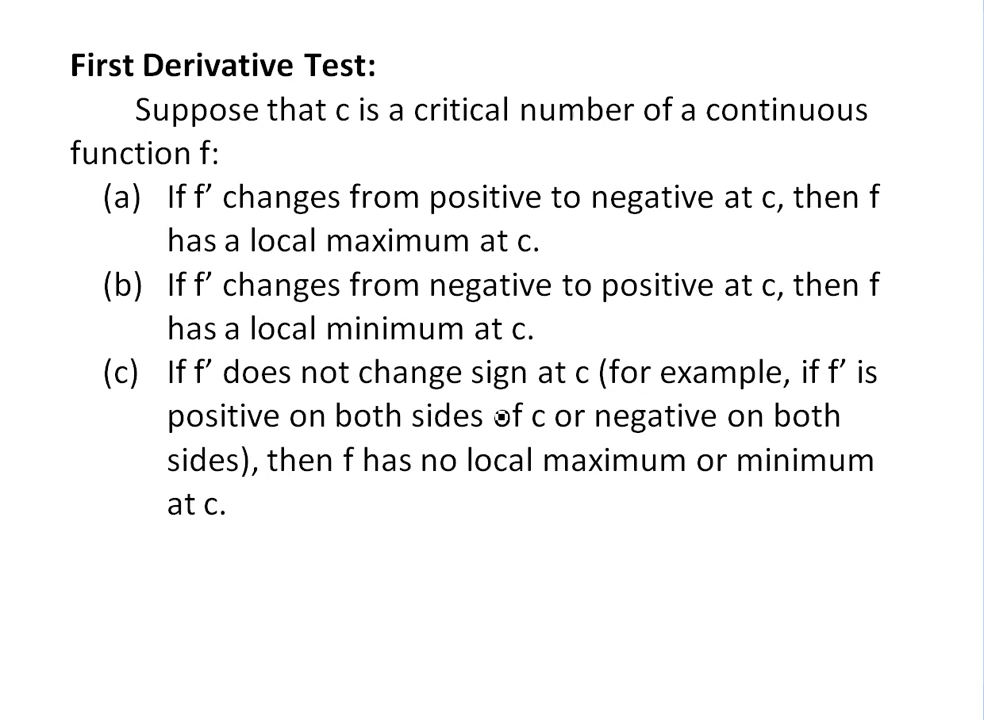 First Derivative Test:
Suppose that c is a critical number of a continuous
function f:
(a) If f’ changes from positive to negative at c, then f
has a local maximum at c.
(b) If f’ changes from negative to positive at c, then f
has a local minimum at c.
(c) If f’ does not change sign at c (for example, if f’ is
positive on both sides of c or negative on both
sides), then f has no local maximum or minimum
at c.